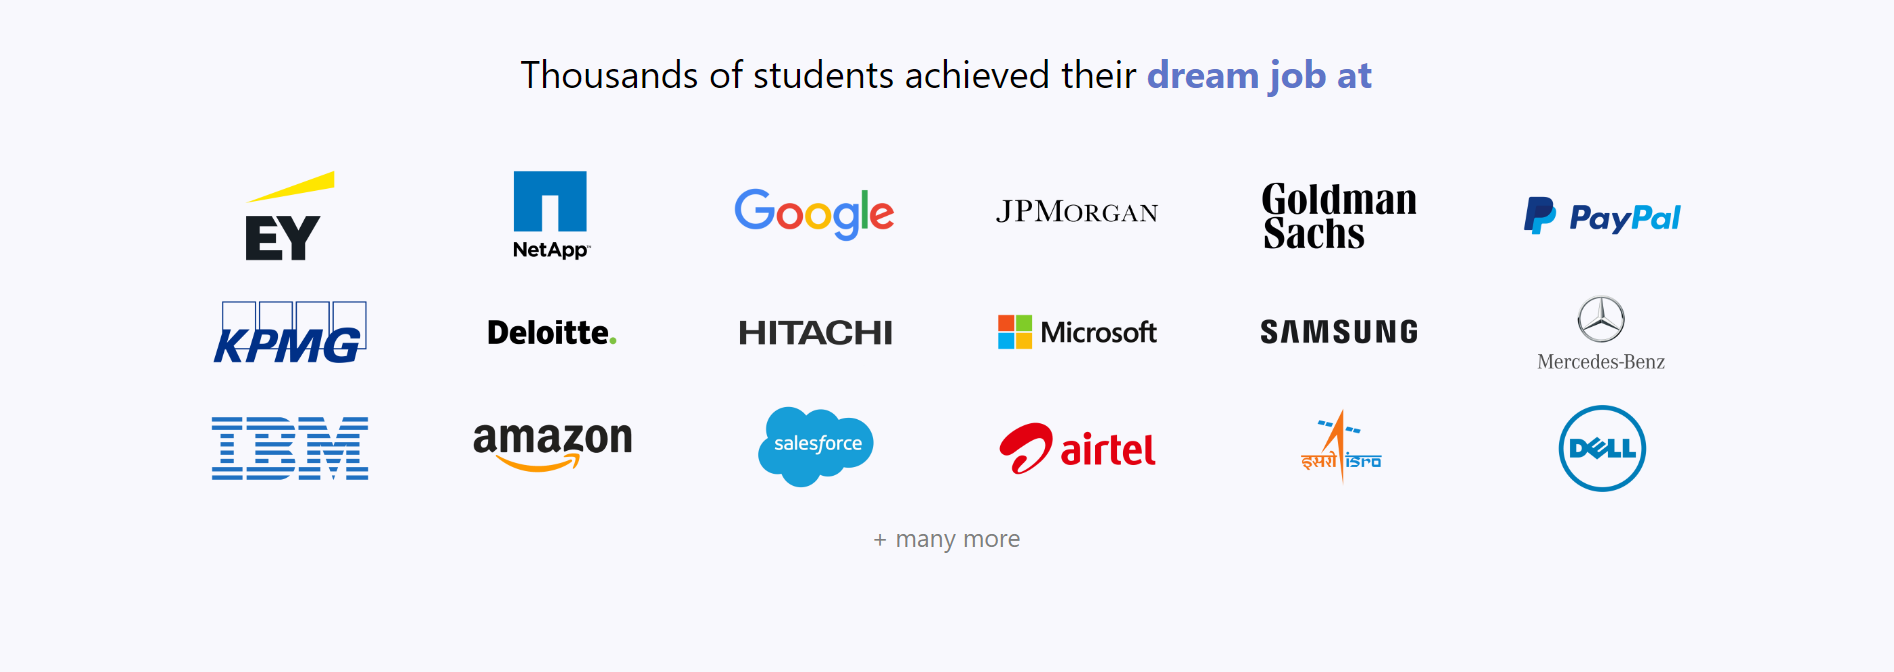 Thousands of students achieved their dream job at
EY
NetApp™
Google
JPMORGAN
Goldman
Sachs
PayPal
KPMG
Deloitte.
HITACHI
Microsoft
SAMSUNG
Mercedes-Benz
IBM
amazon
salesforce
airtel
इसरो isro
DELL
+ many more